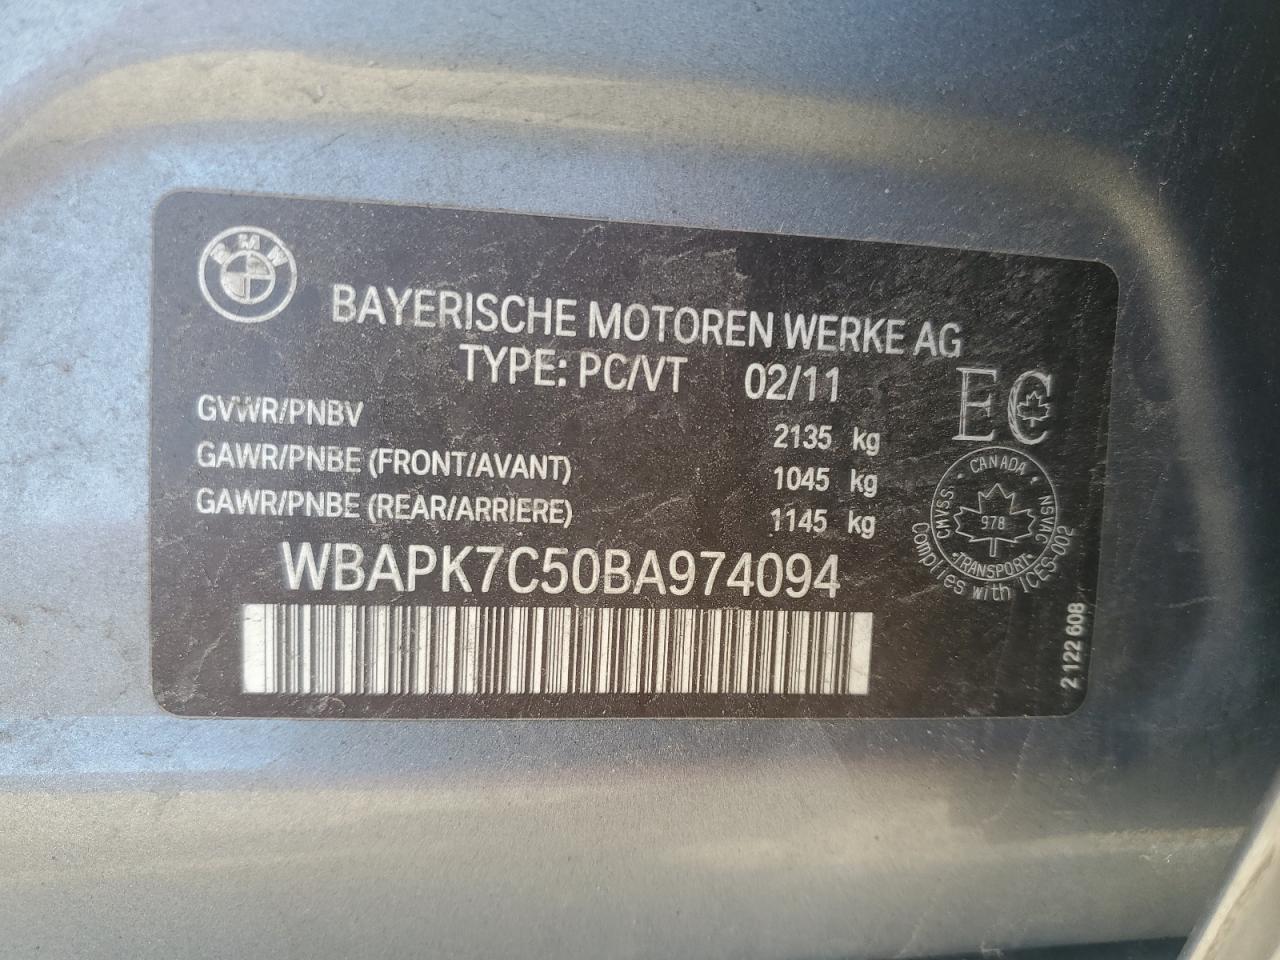 BMW
BAYERISCHE MOTOREN WERKE AG
TYPE: PC/VT 02/11
GVWR/PNBV 2135 kg
GAWR/PNBE (FRONT/AVANT) 1045 kg
GAWR/PNBE (REAR/ARRIERE) 1145 kg
WBAPK7C50BA974094
EC
CANADA
CMVSS
NSVAC
978
TRANSPORT
Complies with ICES-002
2 122 608